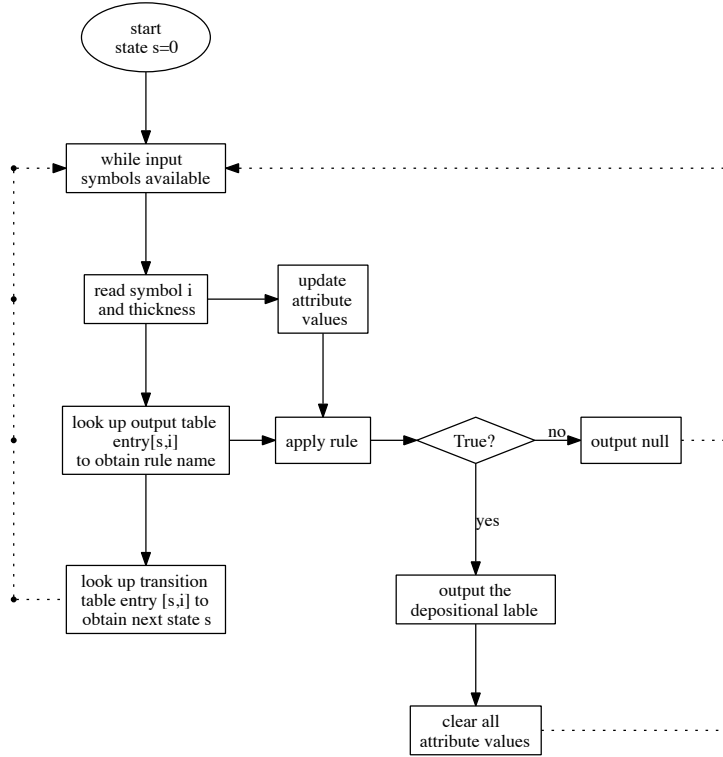 start
state s=0
while input
symbols available
read symbol i
and thickness
update
attribute
values
look up output table
entry[s,i]
to obtain rule name
apply rule
True?
no
output null
yes
look up transition
table entry [s,i] to
obtain next state s
output the
depositional lable
clear all
attribute values